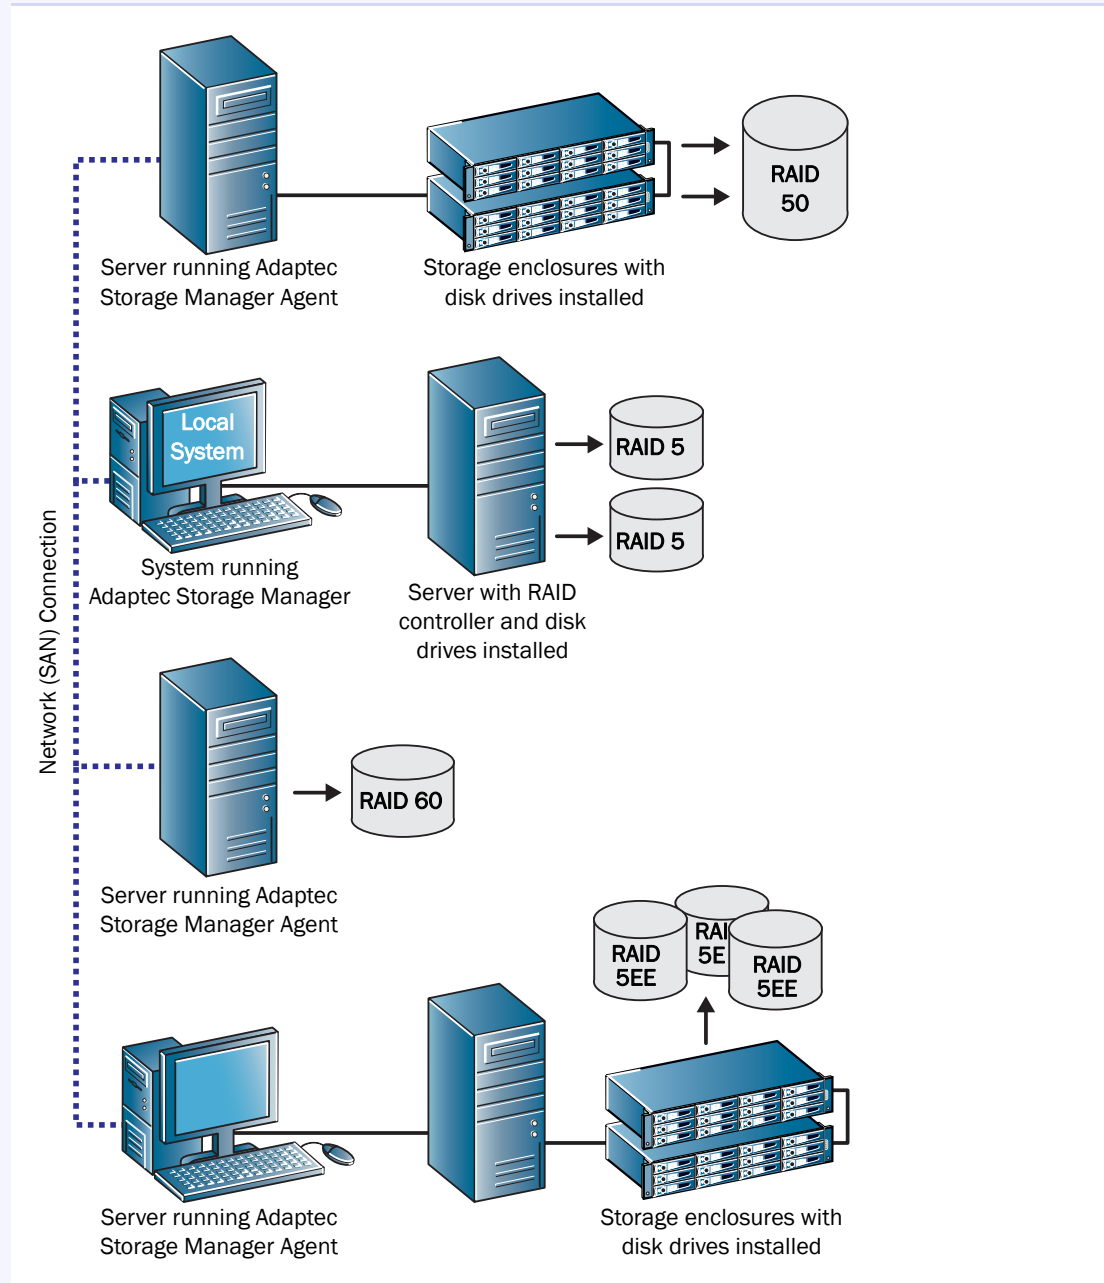 RAID
50
Server running Adaptec
Storage Manager Agent
Storage enclosures with
disk drives installed
Local
System
RAID 5
RAID 5
System running
Adaptec Storage Manager
Server with RAID
controller and disk
drives installed
Network (SAN) Connection
RAID 60
Server running Adaptec
Storage Manager Agent
RAID
5EE
RAI
5E
RAID
5EE
Server running Adaptec
Storage Manager Agent
Storage enclosures with
disk drives installed